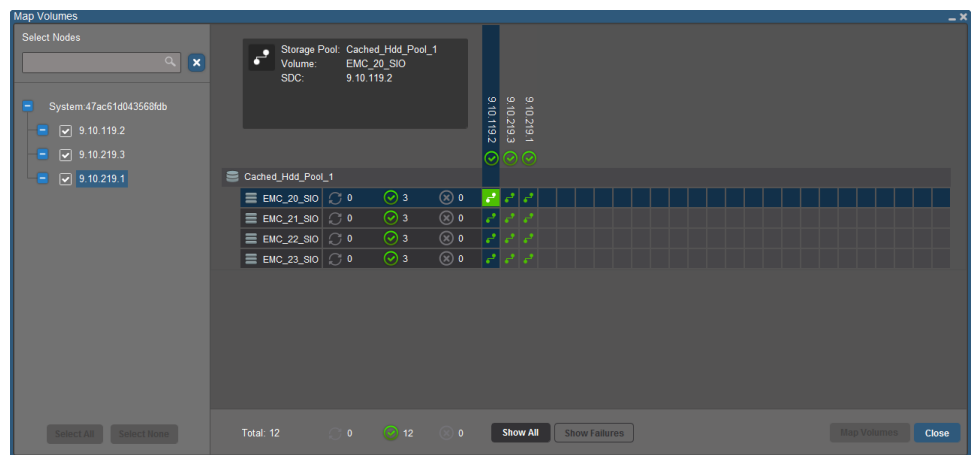 Map Volumes
Select Nodes
System:47ac61d043568fdb
9.10.119.2
9.10.219.3
9.10.219.1
Storage Pool: Cached_Hdd_Pool_1
Volume: EMC_20_SIO
SDC: 9.10.119.2
9.10.119.2
9.10.219.3
9.10.219.1
Cached_Hdd_Pool_1
EMC_20_SIO 0 3 0
EMC_21_SIO 0 3 0
EMC_22_SIO 0 3 0
EMC_23_SIO 0 3 0
Select All Select None
Total: 12 0 12 0 Show All Show Failures Map Volumes Close